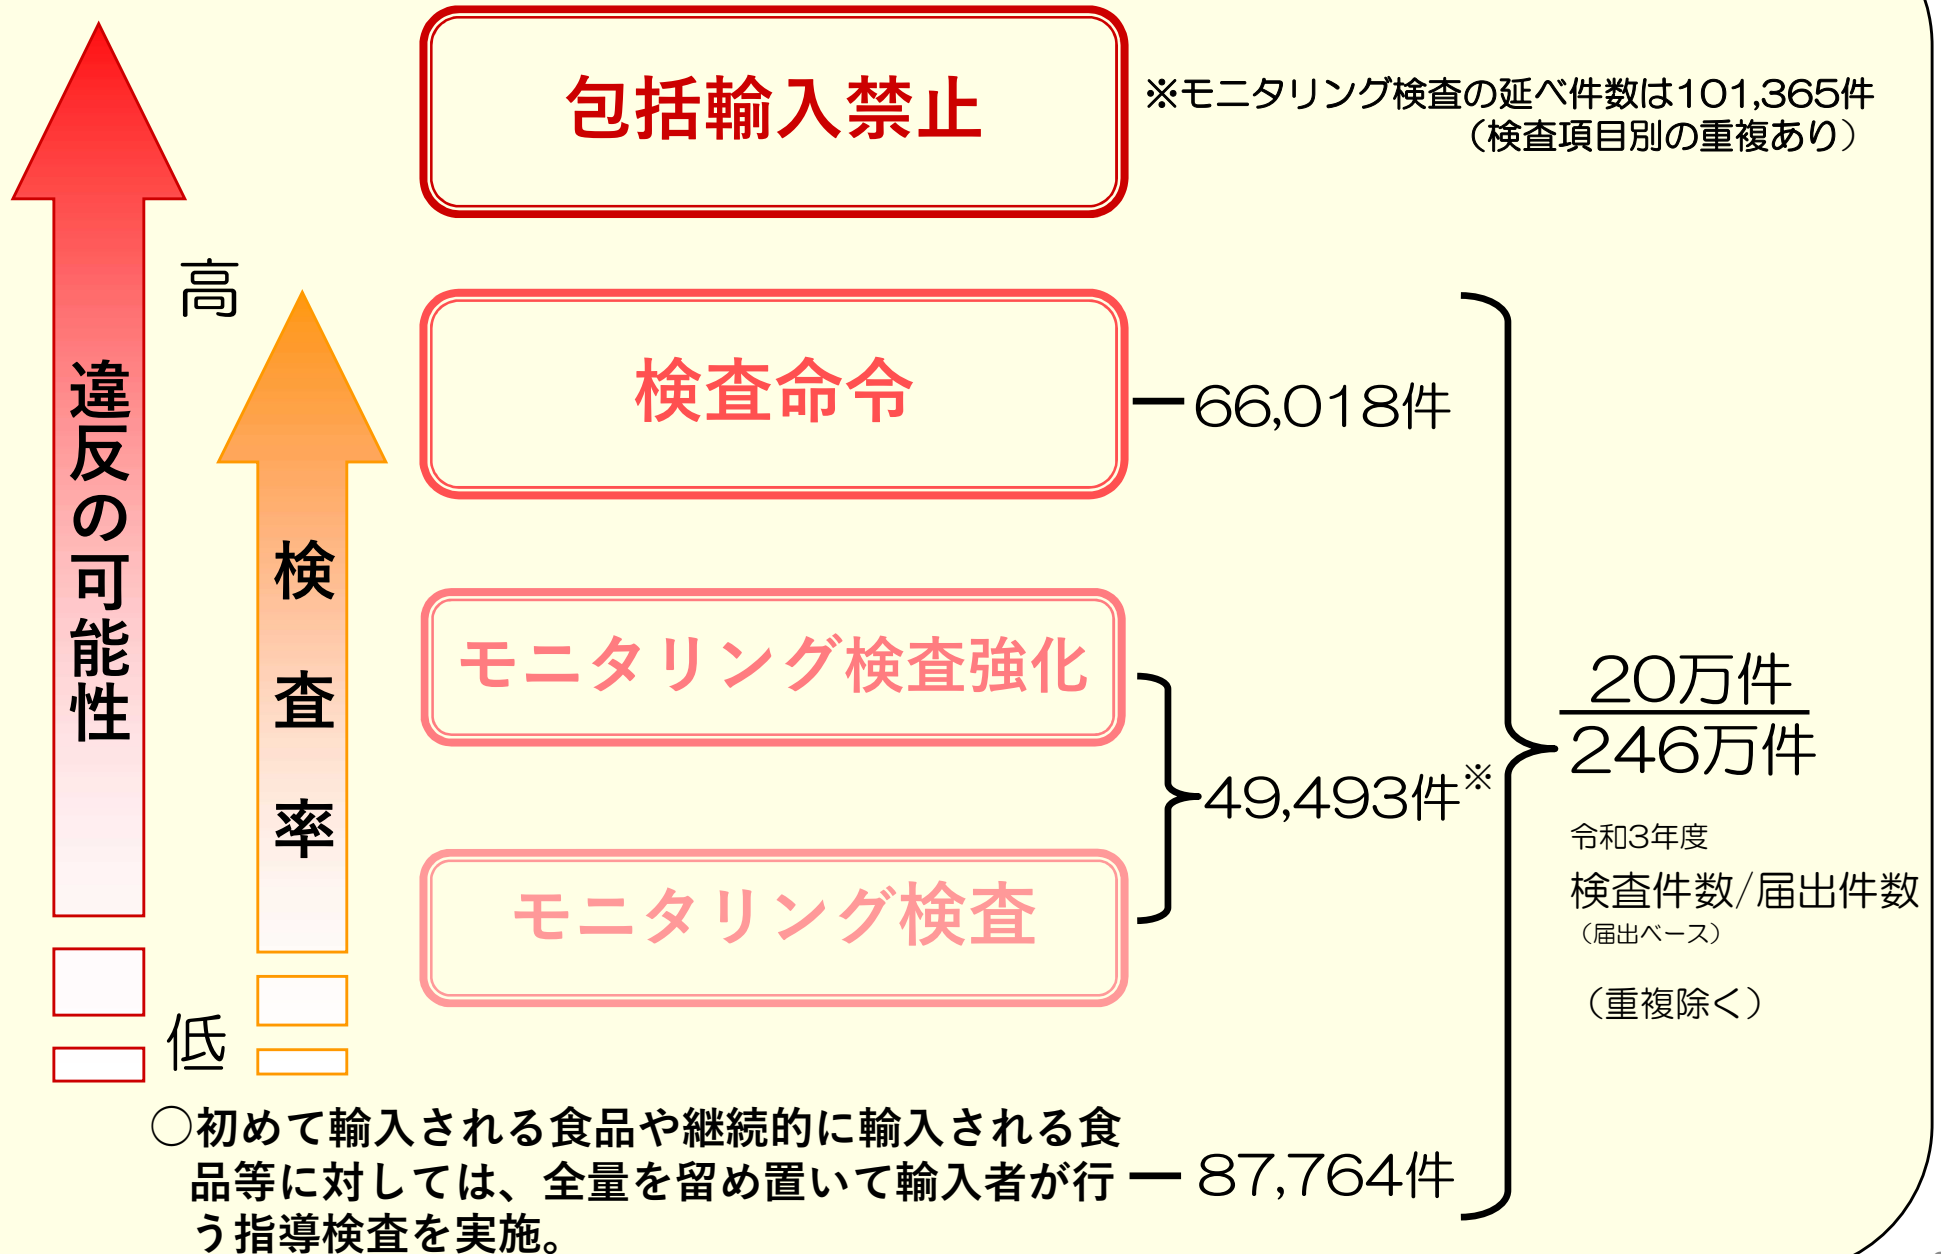 包括輸入禁止
※モニタリング検査の延べ件数は101,365件
（検査項目別の重複あり）
高
違反の可能性
検査率
低
検査命令
66,018件
モニタリング検査強化
モニタリング検査
49,493件※
20万件
246万件
令和3年度
検査件数/届出件数
（届出ベース）
（重複除く）
○初めて輸入される食品や継続的に輸入される食
品等に対しては、全量を留め置いて輸入者が行
う指導検査を実施。
87,764件